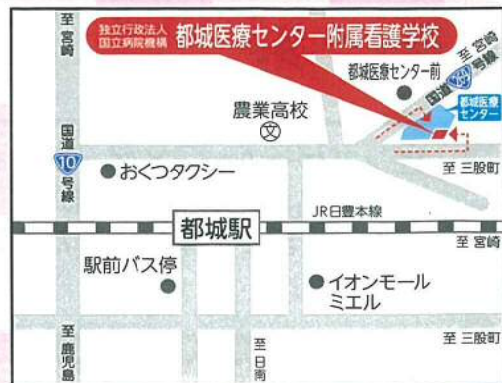 至 宮崎
独立行政法人
国立病院機構
都城医療センター附属看護学校
至 宮崎
都城医療センター前
国道269号線
都城医療
センター
農業高校
文
国道10号線
おくつタクシー
至 三股町
JR日豊本線
都城駅
至 宮崎
駅前バス停
イオンモール
ミエル
至 鹿児島
至 日南
至 三股町